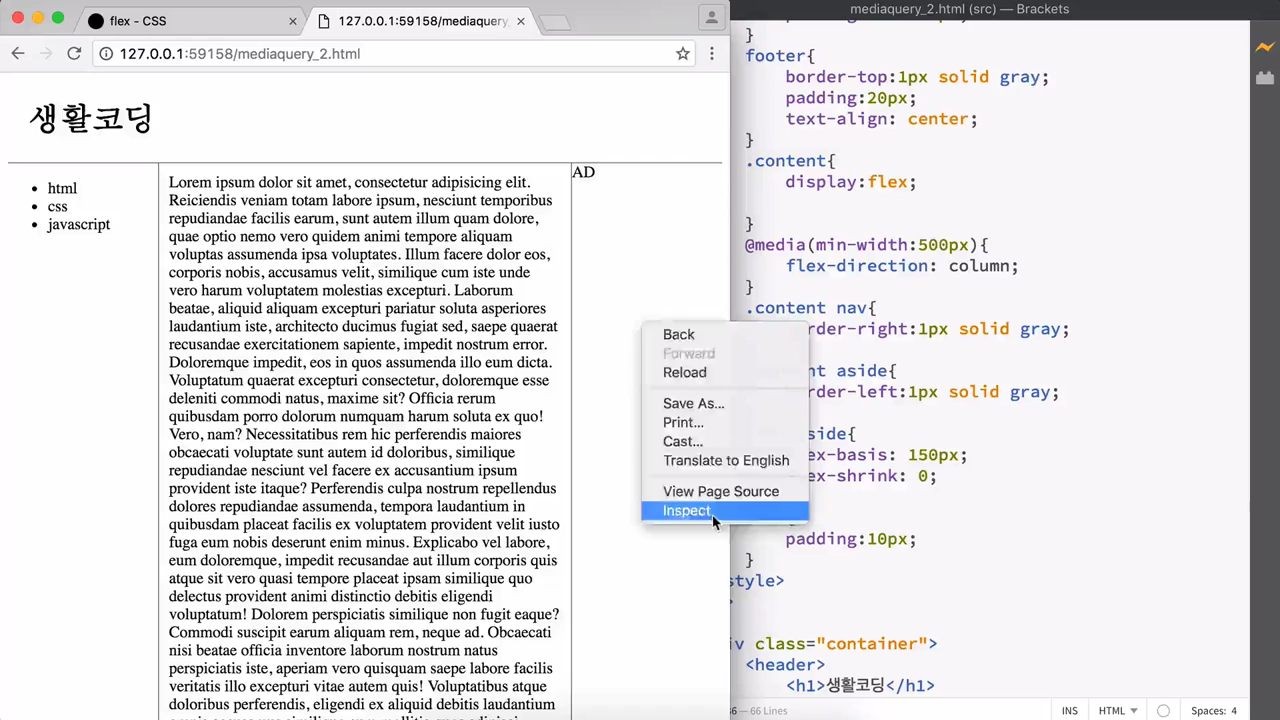 flex - CSS
127.0.0.1:59158/mediaquery
127.0.0.1:59158/mediaquery_2.html
생활코딩
html
css
javascript
Lorem ipsum dolor sit amet, consectetur adipisicing elit.
Reiciendis veniam totam labore ipsum, nesciunt temporibus
repudiandae facilis earum, sunt autem illum quam dolore,
quae optio nemo vero quidem animi tempore aliquam
voluptas assumenda ipsa voluptates. Illum facere dolor eos,
corporis nobis, accusamus velit, similique cum iste unde
vero harum voluptatem molestias excepturi. Laborum
beatae, aliquid aliquam excepturi pariatur soluta asperiores
laudantium iste, architecto ducimus fugiat sed, saepe quaerat
recusandae exercitationem sapiente, impedit nostrum error.
Doloremque impedit, eos in quos assumenda illo eum dicta.
Voluptatum quaerat excepturi consectetur, doloremque esse
deleniti commodi natus, maxime sit? Officia rerum
quibusdam porro dolorum numquam harum soluta ex quo!
Vero, nam? Necessitatibus rem hic perferendis maiores
obcaecati voluptate sunt autem id doloribus, similique
repudiandae nesciunt vel facere ex accusantium ipsum
provident iste itaque? Perferendis culpa nostrum repellendus
dolores repudiandae assumenda, tempora laudantium in
quibusdam placeat facilis ex voluptatem provident velit iusto
fuga eum nobis deserunt enim minus. Explicabo vel labore,
eum doloremque, impedit recusandae aut illum corporis quis
atque sit vero quasi tempore placeat ipsam similique quo
delectus provident animi distinctio debitis eligendi
voluptatum! Dolorem perspiciatis similique non fugit eaque?
Commodi suscipit earum aliquam rem, neque ad. Obcaecati
nisi beatae officia inventore laborum nostrum natus
perspiciatis iste, aperiam vero quisquam saepe labore facilis
veritatis illo excepturi vitae autem quis! Voluptatibus atque
doloribus perferendis, eligendi ex aliquid debitis laudantium
AD
Back
Forward
Reload
Save As...
Print...
Cast...
Translate to English
View Page Source
Inspect
mediaquery_2.html (src) — Brackets
}
footer{
border-top:1px solid gray;
padding:20px;
text-align: center;
}
.content{
display:flex;
}
@media(min-width:500px){
flex-direction: column;
}
.content nav{
rder-right:1px solid gray;
nt aside{
rder-left:1px solid gray;
side{
ex-basis: 150px;
ex-shrink: 0;
padding:10px;
}
style>
iv class="container">
<header>
<h1>생활코딩</h1>
— 66 Lines
INS
HTML
Spaces: 4